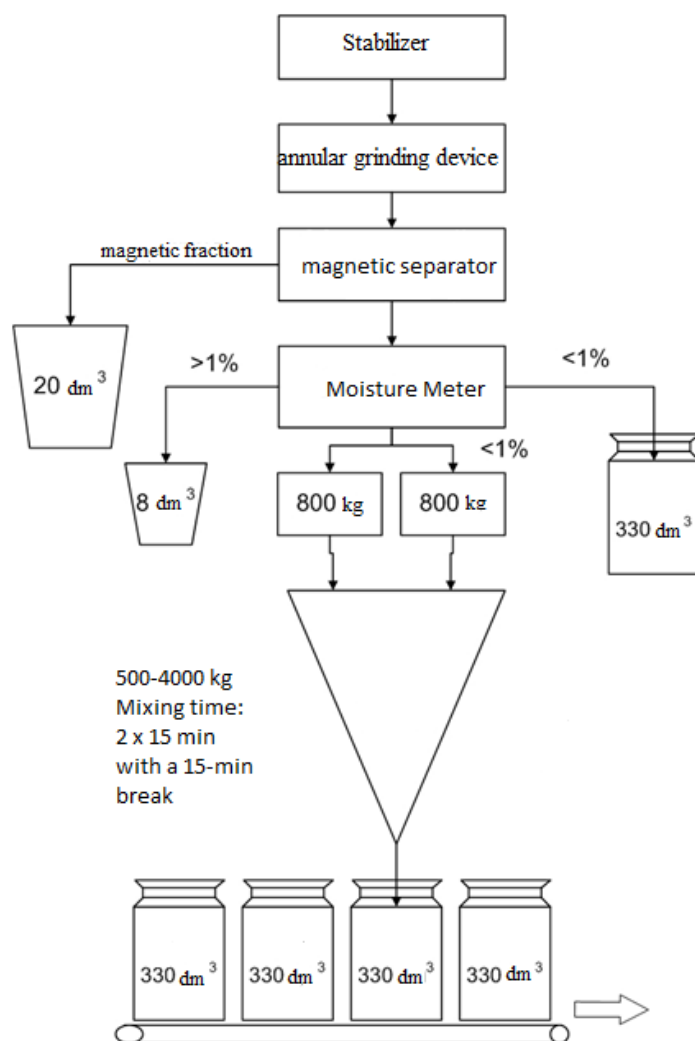 Stabilizer
annular grinding device
magnetic fraction
magnetic separator
20 dm³
>1%
Moisture Meter
<1%
<1%
8 dm³
800 kg
800 kg
330 dm³
500-4000 kg
Mixing time:
2 x 15 min
with a 15-min
break
330 dm³
330 dm³
330 dm³
330 dm³